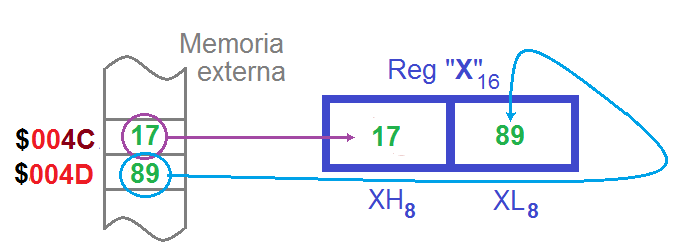 Memoria
externa
Reg "X"16
$004C 17 17 89
$004D 89
XH8 XL8